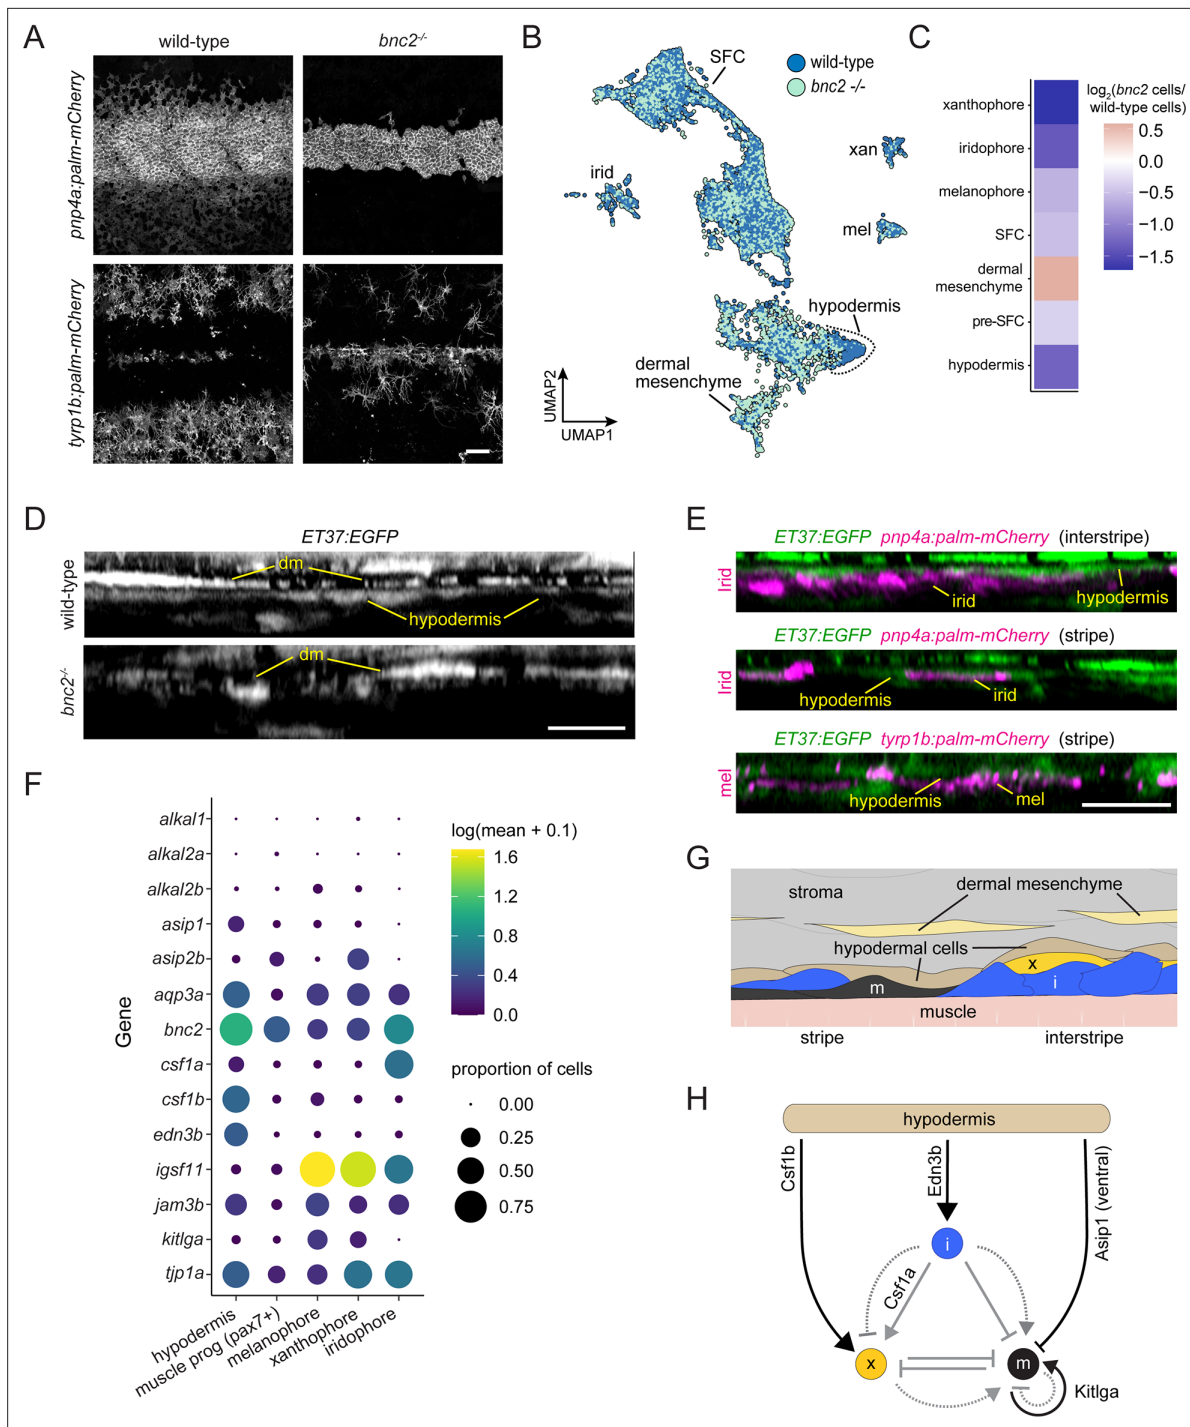 A
wild-type
bnc2-/-
pnp4a:palm-mCherry
tyrp1b:palm-mCherry
B
SFC
wild-type
bnc2 -/-
irid
xan
mel
hypodermis
dermal
mesenchyme
UMAP2
UMAP1
C
log2(bnc2 cells/
wild-type cells)
xanthophore
iridophore
melanophore
SFC
dermal
mesenchyme
pre-SFC
hypodermis
0.5
0.0
−0.5
−1.0
−1.5
D
ET37:EGFP
wild-type
dm
hypodermis
bnc2-/-
dm
E
ET37:EGFP pnp4a:palm-mCherry (interstripe)
Irid
irid
hypodermis
ET37:EGFP pnp4a:palm-mCherry (stripe)
Irid
hypodermis
irid
ET37:EGFP tyrp1b:palm-mCherry (stripe)
mel
hypodermis
mel
F
Gene
alkal1
alkal2a
alkal2b
asip1
asip2b
aqp3a
bnc2
csf1a
csf1b
edn3b
igsf11
jam3b
kitlga
tjp1a
hypodermis
muscle prog (pax7+)
melanophore
xanthophore
iridophore
log(mean + 0.1)
1.6
1.2
0.8
0.4
0.0
proportion of cells
0.00
0.25
0.50
0.75
G
stroma
dermal mesenchyme
hypodermal cells
x
m
i
muscle
stripe
interstripe
H
hypodermis
Csf1b
Edn3b
Asip1 (ventral)
i
Csf1a
x
m
Kitlga